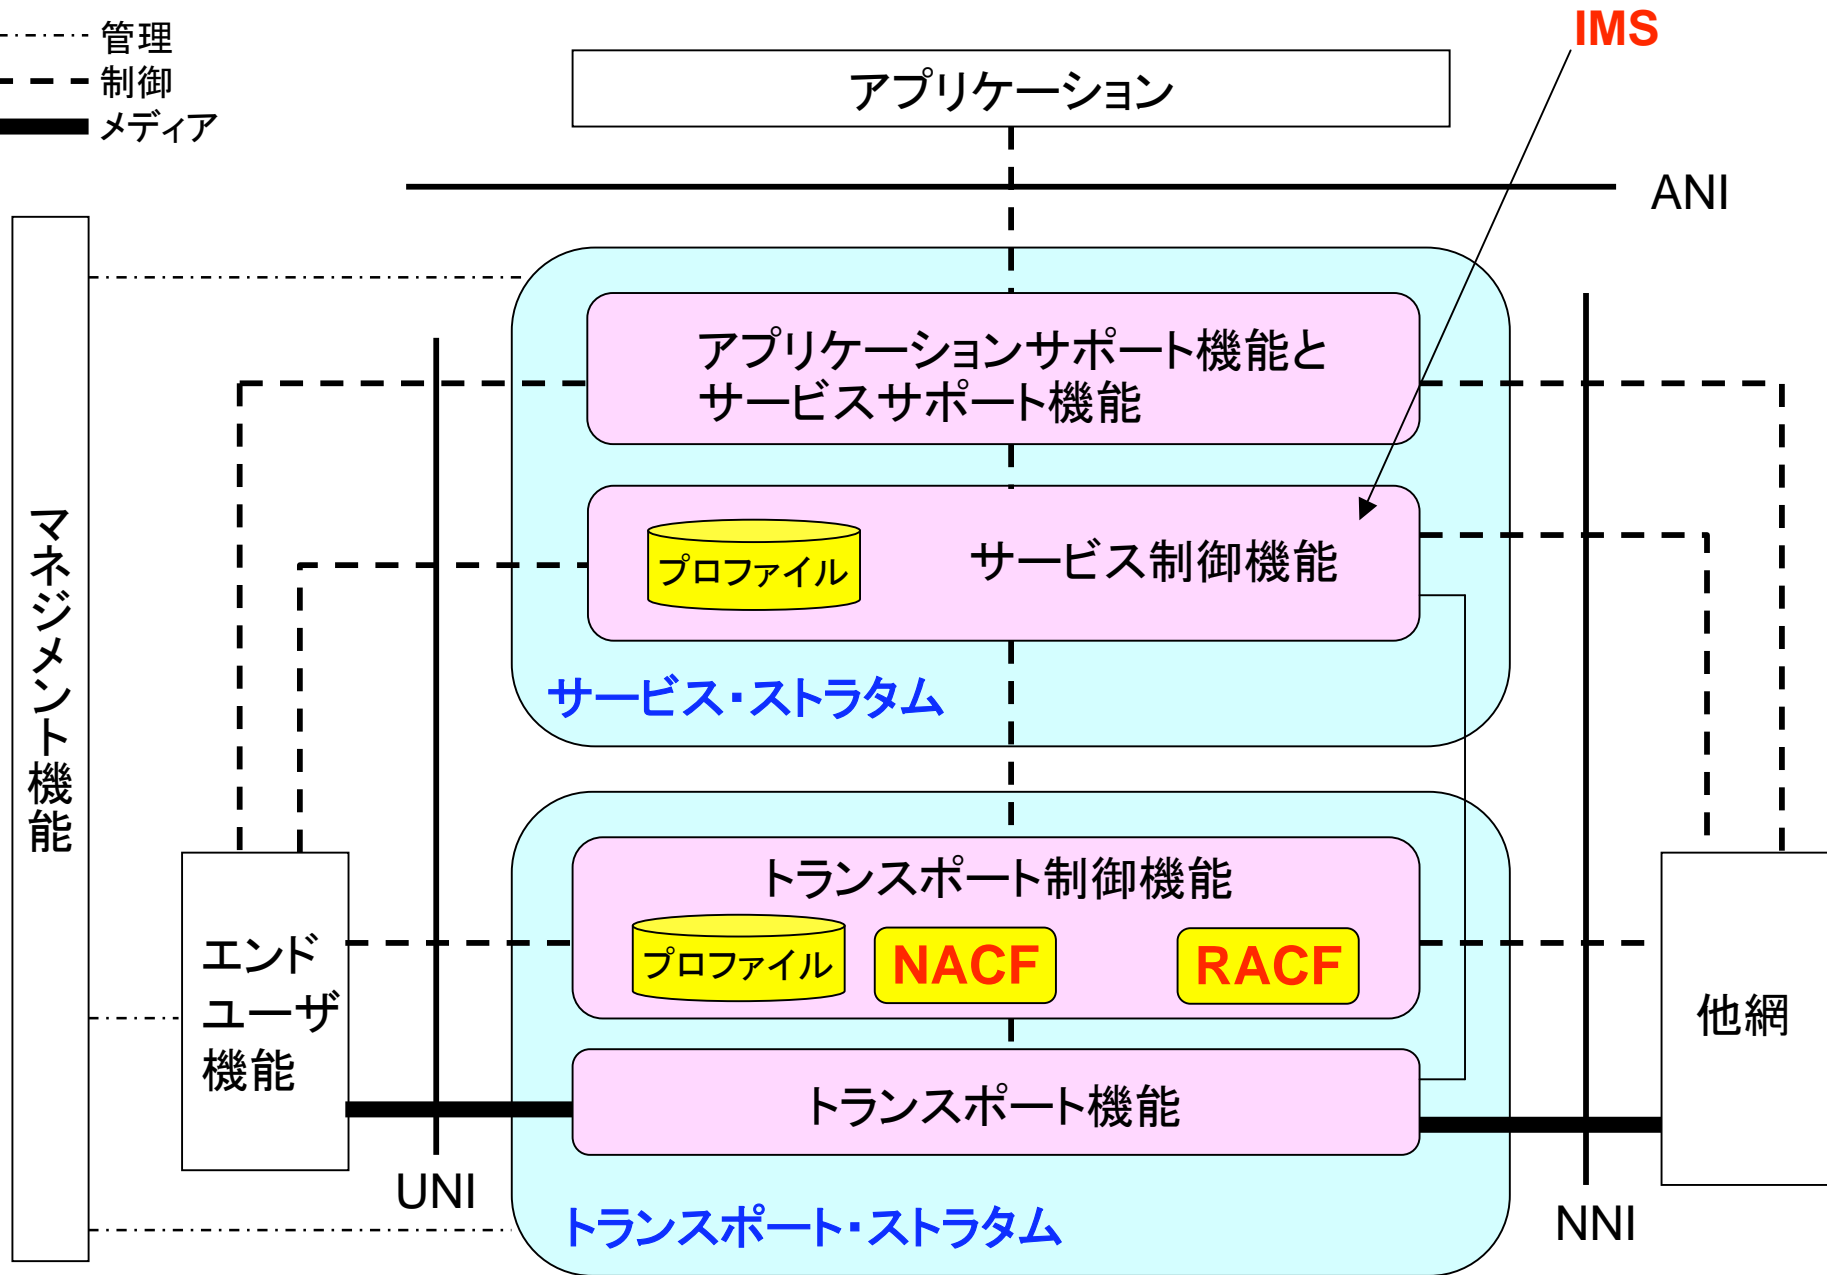 管理
制御
メディア
IMS
アプリケーション
ANI
アプリケーションサポート機能と
サービスサポート機能
プロファイル
サービス制御機能
サービス・ストラタム
マネジメント機能
トランスポート制御機能
プロファイル
NACF
RACF
エンド
ユーザ
機能
他網
トランスポート機能
UNI
NNI
トランスポート・ストラタム